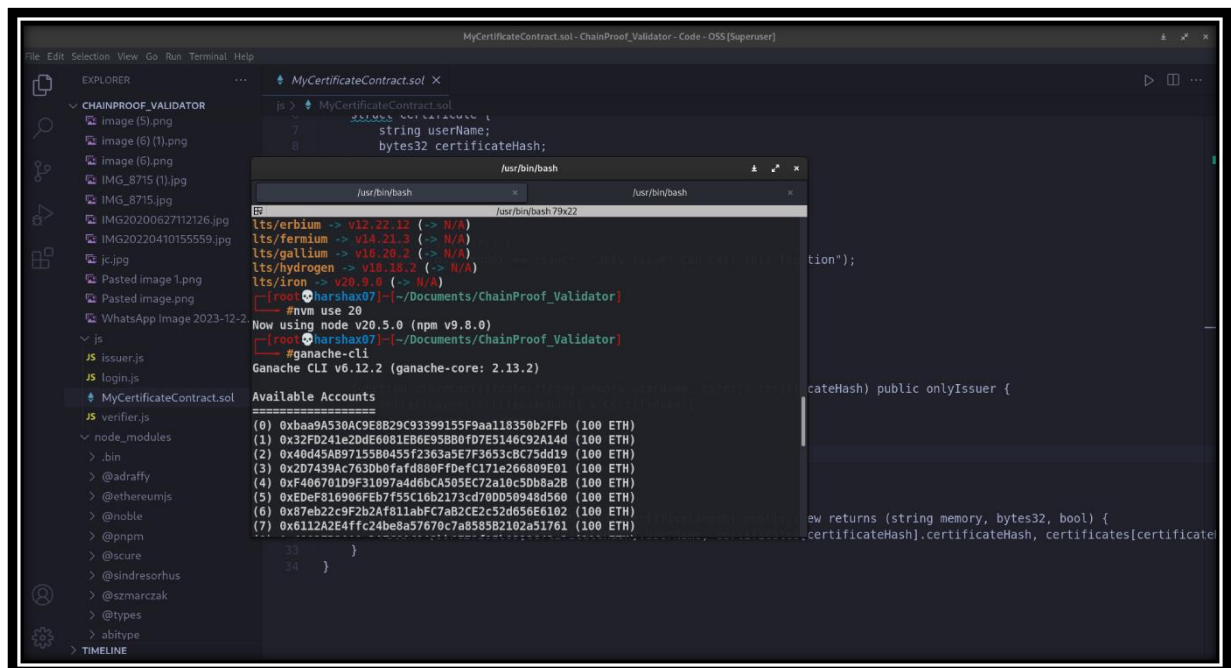 MyCertificateContract.sol - ChainProof_Validator - Code - OSS [Superuser]
File Edit Selection View Go Run Terminal Help
EXPLORER
MyCertificateContract.sol
CHAINPROOF_VALIDATOR
js > MyCertificateContract.sol
image (5).png
image (6) (1).png
image (6).png
IMG_8715 (1).jpg
IMG_8715.jpg
IMG20200627112126.jpg
IMG20220410155559.jpg
jc.jpg
Pasted image 1.png
Pasted image.png
WhatsApp Image 2023-12-2...
js
JS issuer.js
JS login.js
MyCertificateContract.sol
JS verifier.js
node_modules
> .bin
> @adraffy
> @ethereumjs
> @noble
> @pnpm
> @scure
> @sindresorhus
> @szmarczak
> @types
> abitype
> TIMELINE
6 struct Certificate {
7 string userName;
8 bytes32 certificateHash;
tion");
cateHash) public onlyIssuer {
ew returns (string memory, bytes32, bool) {
certificateHash].certificateHash, certificates[certificate
33 }
34 }
/usr/bin/bash
/usr/bin/bash
/usr/bin/bash
/usr/bin/bash 79x22
lts/erbium -> v12.22.12 (-> N/A)
lts/fermium -> v14.21.3 (-> N/A)
lts/gallium -> v16.20.2 (-> N/A)
lts/hydrogen -> v18.18.2 (-> N/A)
lts/iron -> v20.9.0 (-> N/A)
┌─[root💀harshax07]─[~/Documents/ChainProof_Validator]
└──╼ #nvm use 20
Now using node v20.5.0 (npm v9.8.0)
┌─[root💀harshax07]─[~/Documents/ChainProof_Validator]
└──╼ #ganache-cli
Ganache CLI v6.12.2 (ganache-core: 2.13.2)
Available Accounts
==================
(0) 0xbaa9A530AC9E8B29C93399155F9aa118350b2FFb (100 ETH)
(1) 0x32FD241e2DdE6081EB6E95BB0fD7E5146C92A14d (100 ETH)
(2) 0x40d45AB97155B0455f2363a5E7F3653cBC75dd19 (100 ETH)
(3) 0x2D7439Ac763Db0fafd880FfDefC171e266809E01 (100 ETH)
(4) 0xF406701D9F31097a4d6bCA505EC72a10c5Db8a2B (100 ETH)
(5) 0xEDeF816906FEb7f55C16b2173cd70DD50948d560 (100 ETH)
(6) 0x87eb22c9F2b2Af811abFC7aB2CE2c52d656E6102 (100 ETH)
(7) 0x6112A2E4ffc24be8a57670c7a8585B2102a51761 (100 ETH)